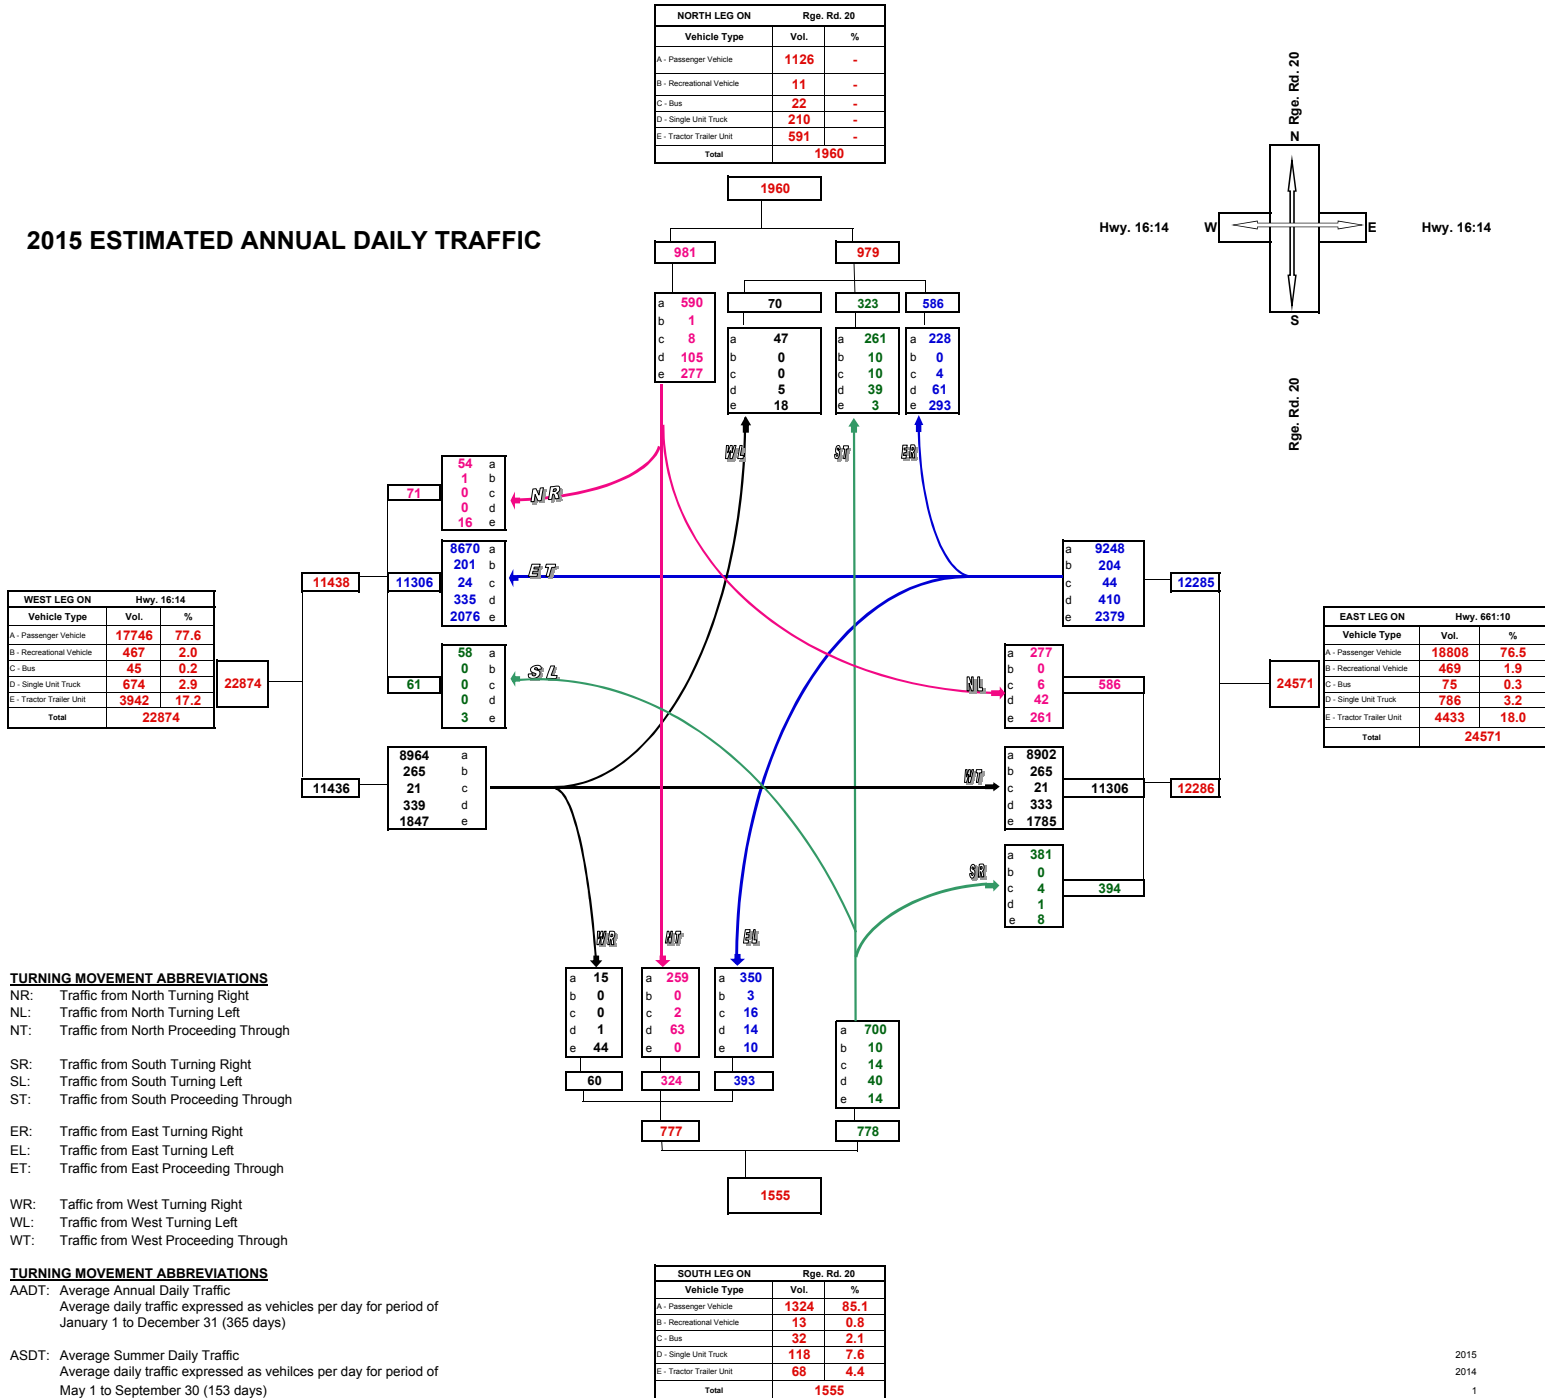 NORTH LEG ON Rge. Rd. 20
Vehicle Type Vol. %
A - Passenger Vehicle 1126 -
B - Recreational Vehicle 11 -
C - Bus 22 -
D - Single Unit Truck 210 -
E - Tractor Trailer Unit 591 -
Total 1960
1960
2015 ESTIMATED ANNUAL DAILY TRAFFIC
981 979
Rge. Rd. 20
N
Hwy. 16:14 W E Hwy. 16:14
S
Rge. Rd. 20
a 590
b 1
c 8
d 105
e 277
70 323 586
a 47
b 0
c 0
d 5
e 18
a 261
b 10
c 10
d 39
e 3
a 228
b 0
c 4
d 61
e 293
WL ST ER
71
54 a
1 b
0 c
0 d
16 e
NR
11438 11306
8670 a
201 b
24 c
335 d
2076 e
ET
a 9248
b 204
c 44
d 410
e 2379
12285
WEST LEG ON Hwy. 16:14
Vehicle Type Vol. %
A - Passenger Vehicle 17746 77.6
B - Recreational Vehicle 467 2.0
C - Bus 45 0.2
D - Single Unit Truck 674 2.9
E - Tractor Trailer Unit 3942 17.2
Total 22874
22874
61
58 a
0 b
0 c
0 d
3 e
SL
NL
a 277
b 0
c 6
d 42
e 261
586
24571
EAST LEG ON Hwy. 661:10
Vehicle Type Vol. %
A - Passenger Vehicle 18808 76.5
B - Recreational Vehicle 469 1.9
C - Bus 75 0.3
D - Single Unit Truck 786 3.2
E - Tractor Trailer Unit 4433 18.0
Total 24571
11436
8964 a
265 b
21 c
339 d
1847 e
WT
a 8902
b 265
c 21
d 333
e 1785
11306 12286
SR
a 381
b 0
c 4
d 1
e 8
394
WR NT EL
a 15
b 0
c 0
d 1
e 44
a 259
b 0
c 2
d 63
e 0
a 350
b 3
c 16
d 14
e 10
a 700
b 10
c 14
d 40
e 14
60 324 393
777 778
1555
TURNING MOVEMENT ABBREVIATIONS
NR: Traffic from North Turning Right
NL: Traffic from North Turning Left
NT: Traffic from North Proceeding Through
SR: Traffic from South Turning Right
SL: Traffic from South Turning Left
ST: Traffic from South Proceeding Through
ER: Traffic from East Turning Right
EL: Traffic from East Turning Left
ET: Traffic from East Proceeding Through
WR: Taffic from West Turning Right
WL: Traffic from West Turning Left
WT: Traffic from West Proceeding Through
TURNING MOVEMENT ABBREVIATIONS
AADT: Average Annual Daily Traffic
Average daily traffic expressed as vehicles per day for period of
January 1 to December 31 (365 days)
ASDT: Average Summer Daily Traffic
Average daily traffic expressed as vehilces per day for period of
May 1 to September 30 (153 days)
SOUTH LEG ON Rge. Rd. 20
Vehicle Type Vol. %
A - Passenger Vehicle 1324 85.1
B - Recreational Vehicle 13 0.8
C - Bus 32 2.1
D - Single Unit Truck 118 7.6
E - Tractor Trailer Unit 68 4.4
Total 1555
2015
2014
1